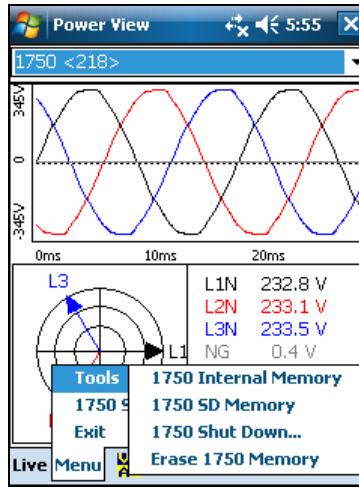 Power View 5:55
1750 <218>
345V
0
-345V
0ms 10ms 20ms
L3
L1
L1N 232.8 V
L2N 233.1 V
L3N 233.5 V
NG 0.4 V
Tools
1750 S
Exit
1750 Internal Memory
1750 SD Memory
1750 Shut Down...
Erase 1750 Memory
Live Menu